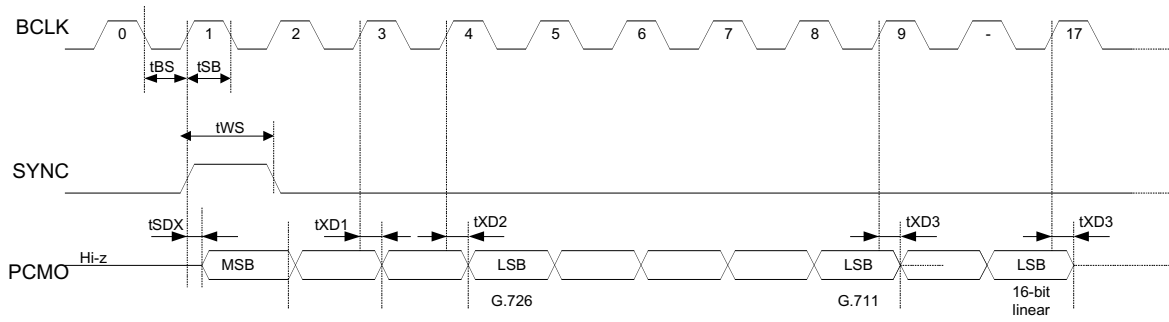 BCLK 0 1 2 3 4 5 6 7 8 9 - 17
tBS tSB
tWS
SYNC
tSDX tXD1 tXD2 tXD3 tXD3
Hi-z
PCMO MSB LSB LSB LSB
G.726 G.711 16-bit
linear